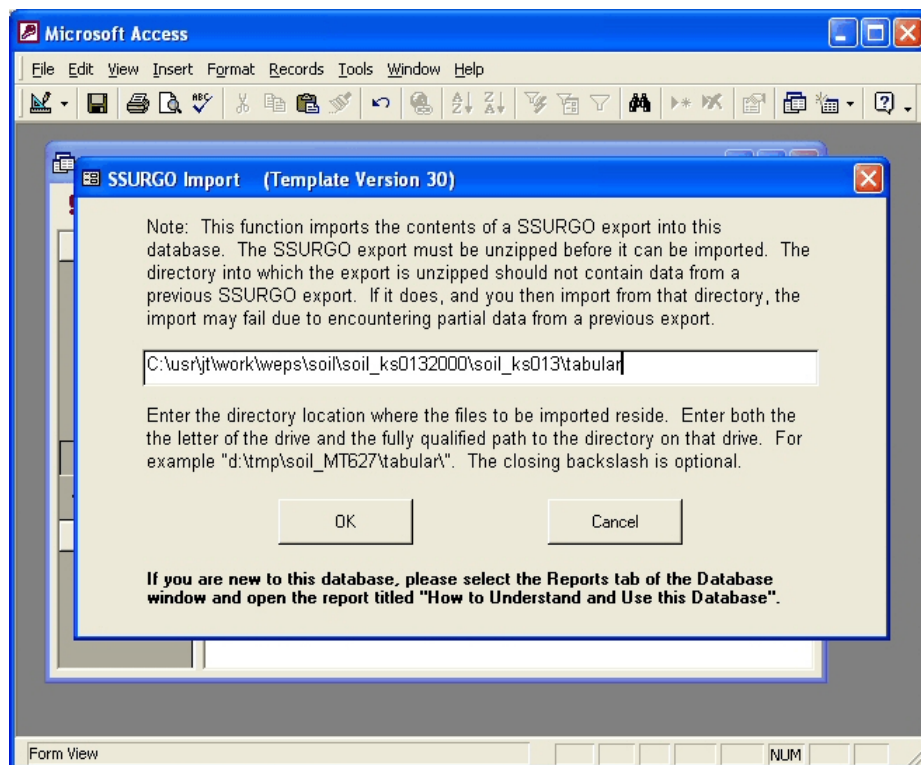 Microsoft Access
File Edit View Insert Format Records Tools Window Help
SSURGO Import (Template Version 30)
Note: This function imports the contents of a SSURGO export into this
database. The SSURGO export must be unzipped before it can be imported. The
directory into which the export is unzipped should not contain data from a
previous SSURGO export. If it does, and you then import from that directory, the
import may fail due to encountering partial data from a previous export.
C:\usr\jt\work\weps\soil\soil_ks0132000\soil_ks013\tabular
Enter the directory location where the files to be imported reside. Enter both the
the letter of the drive and the fully qualified path to the directory on that drive. For
example "d:\tmp\soil_MT627\tabular\". The closing backslash is optional.
OK Cancel
If you are new to this database, please select the Reports tab of the Database
window and open the report titled "How to Understand and Use this Database".
Form View NUM